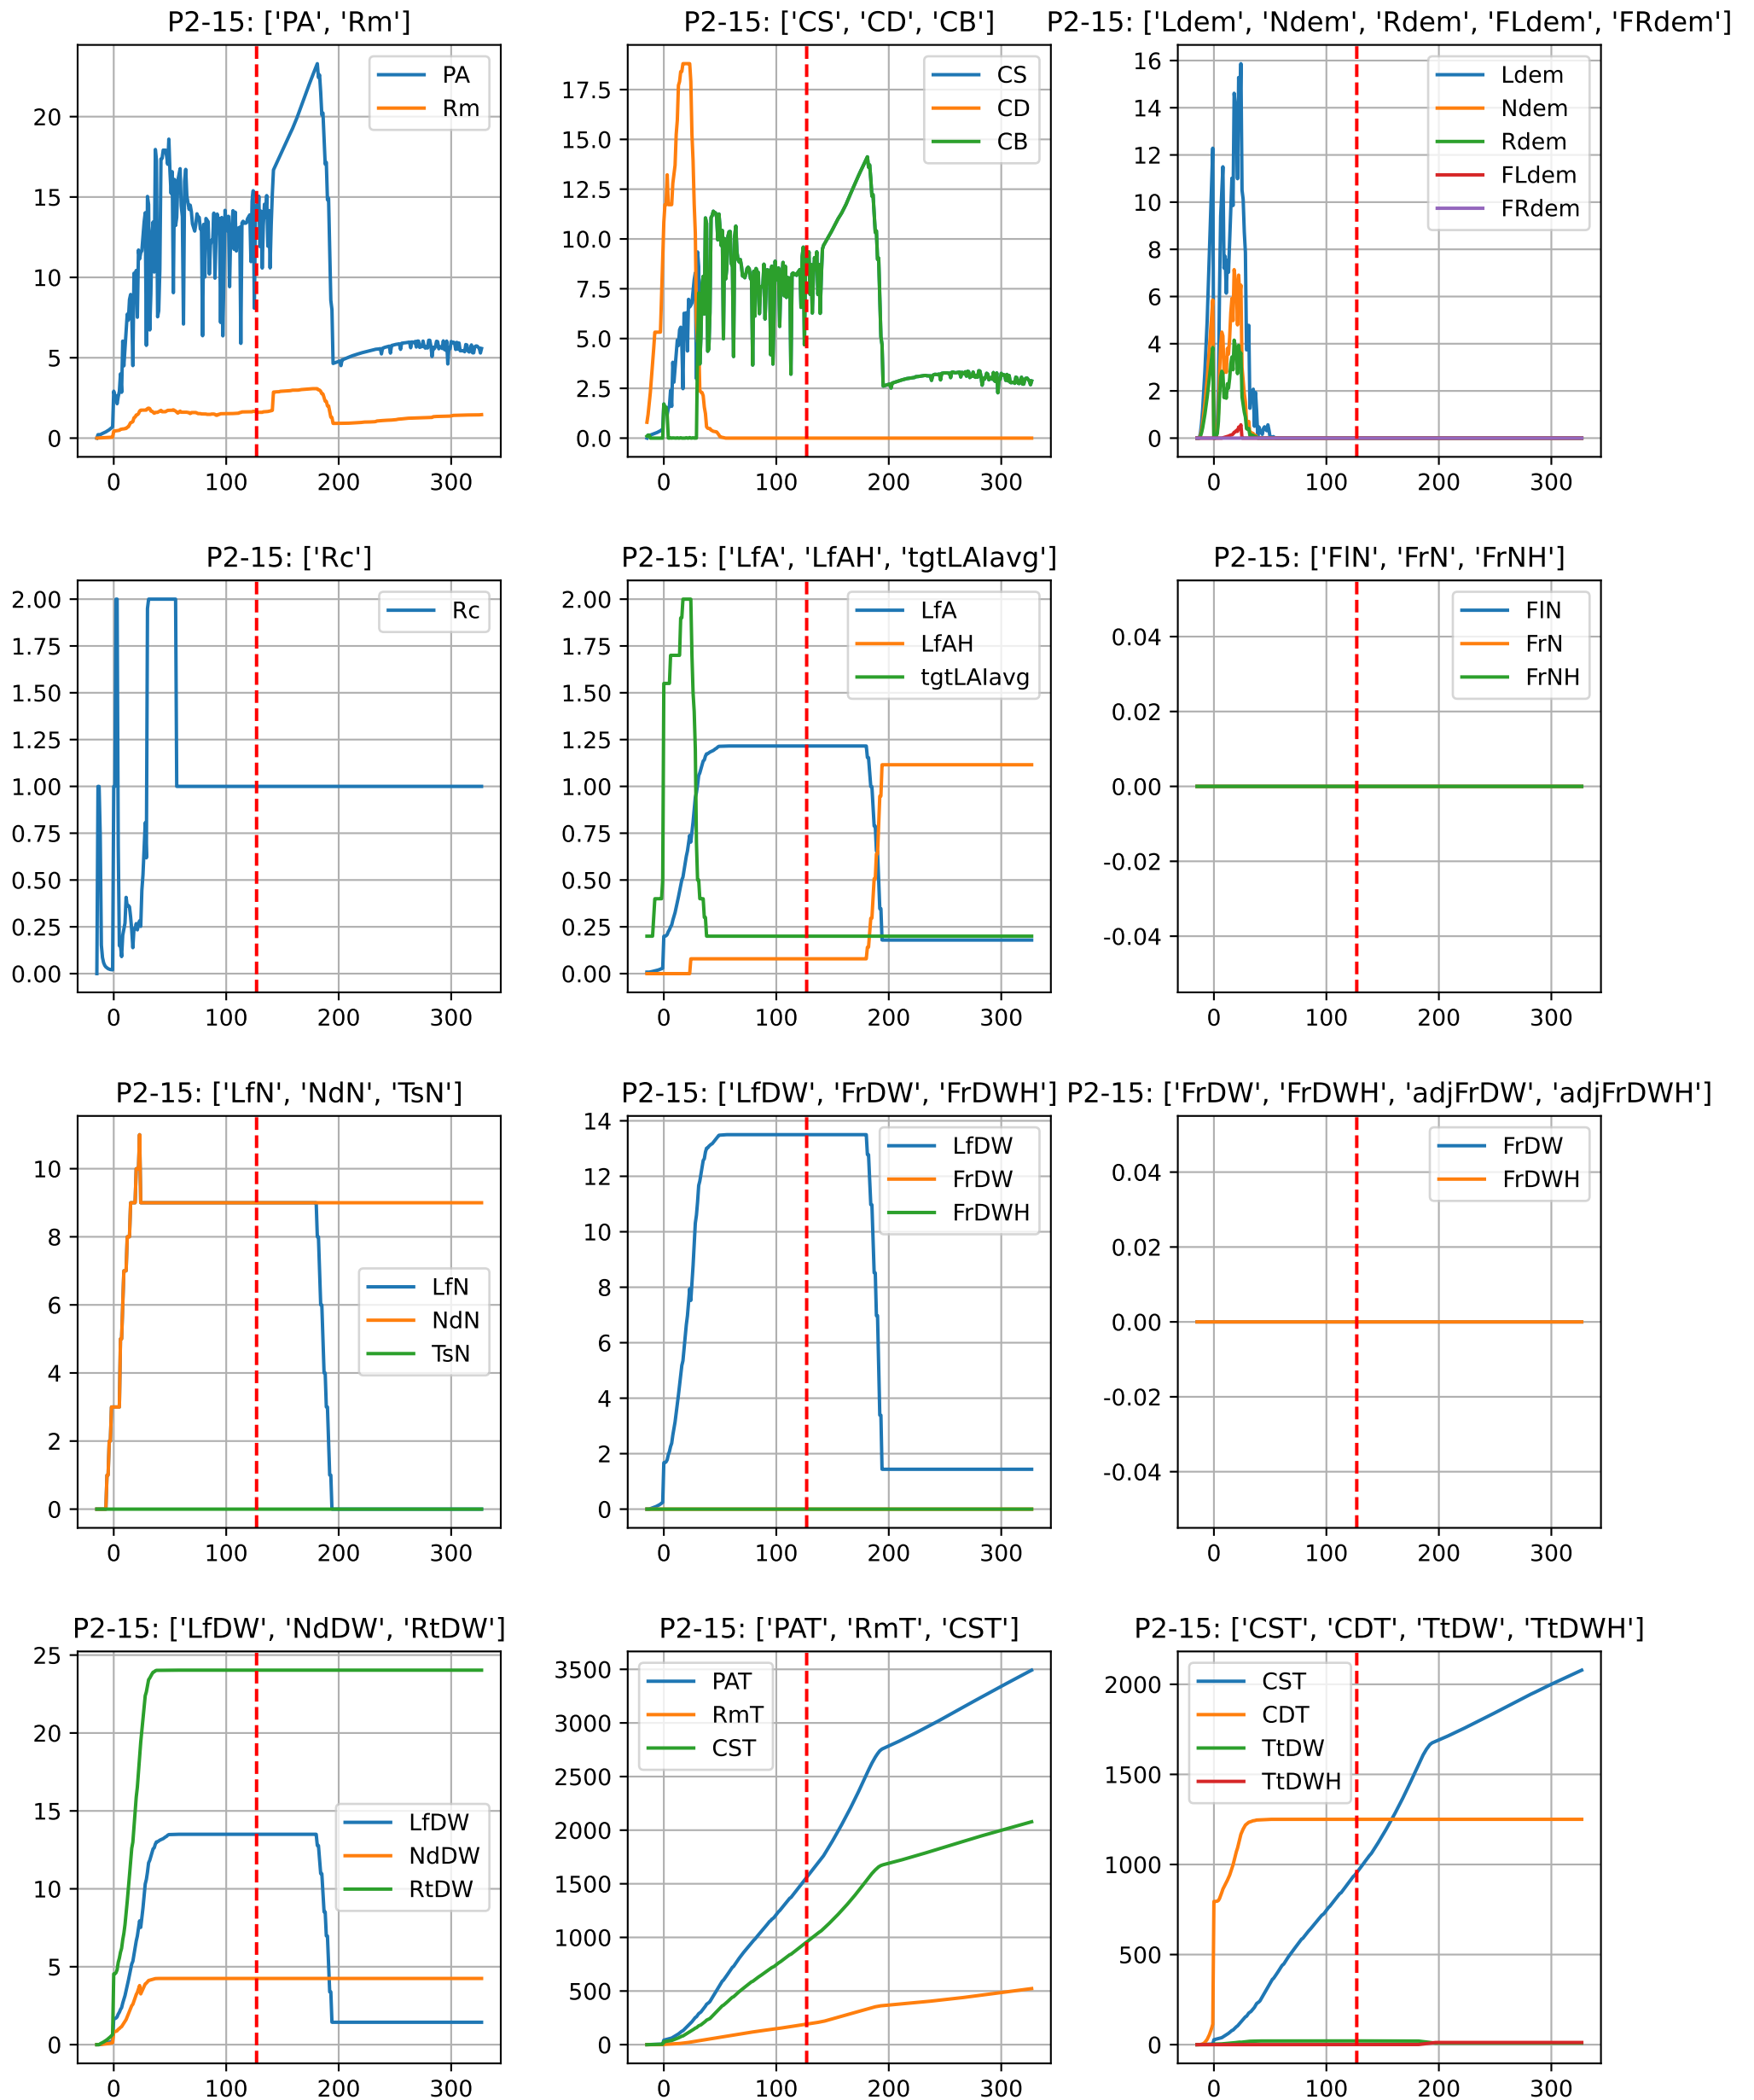 P2-15: ['PA', 'Rm']
PA
Rm
20
15
10
5
0
0 100 200 300
P2-15: ['CS', 'CD', 'CB']
CS
CD
CB
17.5
15.0
12.5
10.0
7.5
5.0
2.5
0.0
0 100 200 300
P2-15: ['Ldem', 'Ndem', 'Rdem', 'FLdem', 'FRdem']
Ldem
Ndem
Rdem
FLdem
FRdem
16
14
12
10
8
6
4
2
0
0 100 200 300
P2-15: ['Rc']
Rc
2.00
1.75
1.50
1.25
1.00
0.75
0.50
0.25
0.00
0 100 200 300
P2-15: ['LfA', 'LfAH', 'tgtLAIavg']
LfA
LfAH
tgtLAIavg
2.00
1.75
1.50
1.25
1.00
0.75
0.50
0.25
0.00
0 100 200 300
P2-15: ['FlN', 'FrN', 'FrNH']
FlN
FrN
FrNH
0.04
0.02
0.00
-0.02
-0.04
0 100 200 300
P2-15: ['LfN', 'NdN', 'TsN']
LfN
NdN
TsN
10
8
6
4
2
0
0 100 200 300
P2-15: ['LfDW', 'FrDW', 'FrDWH']
LfDW
FrDW
FrDWH
14
12
10
8
6
4
2
0
0 100 200 300
P2-15: ['FrDW', 'FrDWH', 'adjFrDW', 'adjFrDWH']
FrDW
FrDWH
0.04
0.02
0.00
-0.02
-0.04
0 100 200 300
P2-15: ['LfDW', 'NdDW', 'RtDW']
LfDW
NdDW
RtDW
25
20
15
10
5
0
0 100 200 300
P2-15: ['PAT', 'RmT', 'CST']
PAT
RmT
CST
3500
3000
2500
2000
1500
1000
500
0
0 100 200 300
P2-15: ['CST', 'CDT', 'TtDW', 'TtDWH']
CST
CDT
TtDW
TtDWH
2000
1500
1000
500
0
0 100 200 300